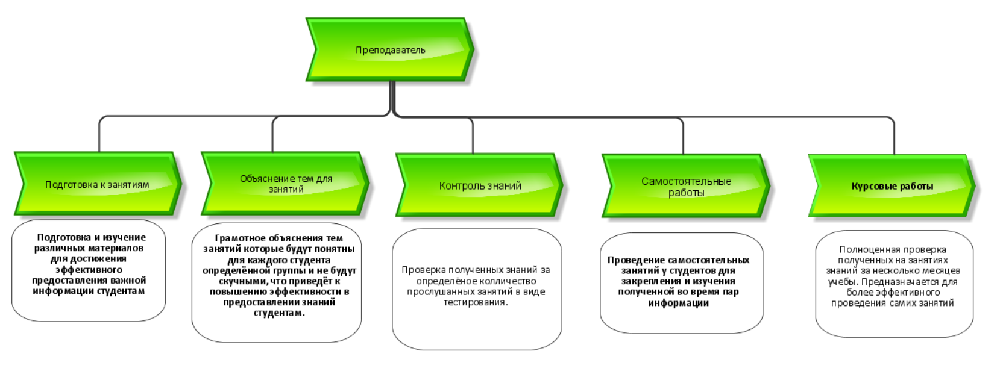 Преподаватель
Подготовка к занятиям
Объяснение тем для
занятий
Контроль знаний
Самостоятельные
работы
Курсовые работы
Подготовка и изучение
различных материалов
для достижения
эффективного
предоставления важной
информации студентам
Грамотное объяснения тем
занятий которые будут понятны
для каждого студента
определённой группы и не будут
скучными, что приведёт к
повышению эффективности в
предоставлении знаний
студентам.
Проверка полученных знаний за
определёное колличество
прослушанных занятий в виде
тестирования.
Проведение самостоятельных
занятий у студентов для
закрепления и изучения
полученной во время пар
информации
Полноценная проверка
полученных на занятиях
знаний за несколько месяцев
учебы. Предназначается для
более эффективного
проведения самих занятий